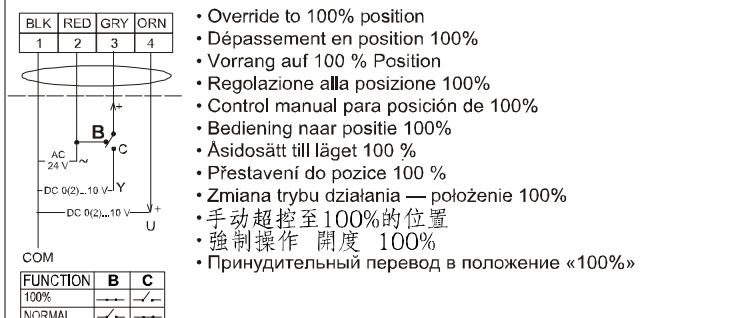 BLK RED GRY ORN
1 2 3 4
A+
B
C
AC
24 V ~
DC 0(2)...10 V Y
DC 0(2)...10 V +
U
COM
FUNCTION B C
100%
NORMAL
• Override to 100% position
• Dépassement en position 100%
• Vorrang auf 100 % Position
• Regolazione alla posizione 100%
• Control manual para posición de 100%
• Bediening naar positie 100%
• Åsidosätt till läget 100 %
• Přestavení do pozice 100 %
• Zmiana trybu działania — położenie 100%
• 手动超控至100%的位置
• 強制操作 開度 100%
• Принудительный перевод в положение «100%»